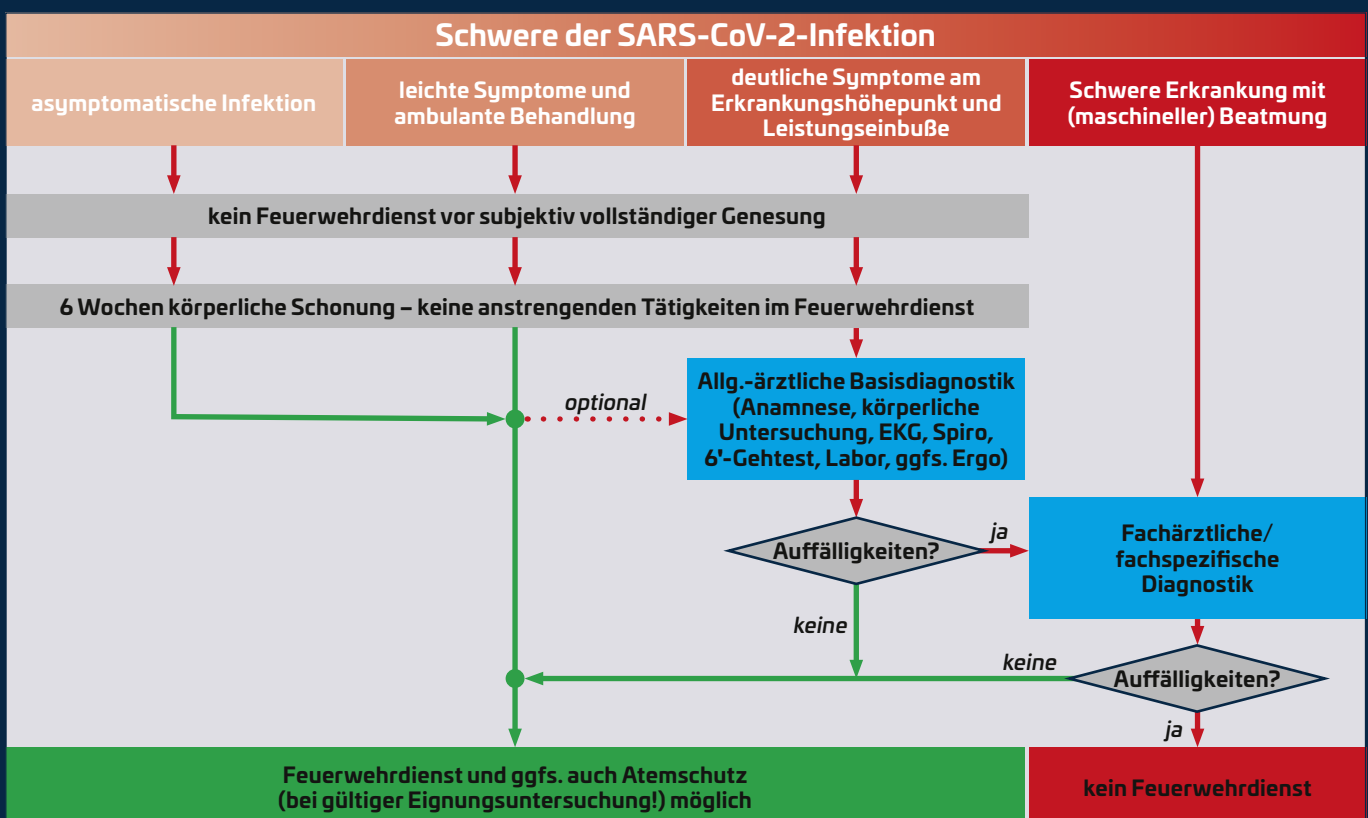 Schwere der SARS-CoV-2-Infektion
asymptomatische Infektion
leichte Symptome und
ambulante Behandlung
deutliche Symptome am
Erkrankungshöhepunkt und
Leistungseinbuße
Schwere Erkrankung mit
(maschineller) Beatmung
kein Feuerwehrdienst vor subjektiv vollständiger Genesung
6 Wochen körperliche Schonung – keine anstrengenden Tätigkeiten im Feuerwehrdienst
optional
Allg.-ärztliche Basisdiagnostik
(Anamnese, körperliche
Untersuchung, EKG, Spiro,
6'-Gehtest, Labor, ggfs. Ergo)
Auffälligkeiten?
ja
Fachärztliche/
fachspezifische
Diagnostik
keine
keine
Auffälligkeiten?
ja
Feuerwehrdienst und ggfs. auch Atemschutz
(bei gültiger Eignungsuntersuchung!) möglich
kein Feuerwehrdienst